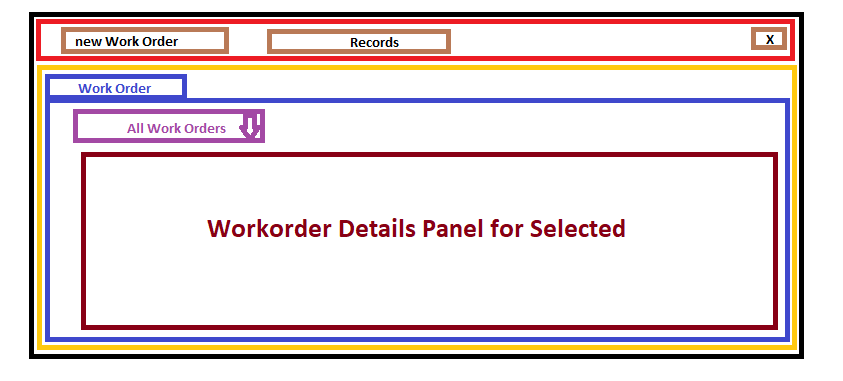 new Work Order
Records
X
Work Order
All Work Orders
Workorder Details Panel for Selected